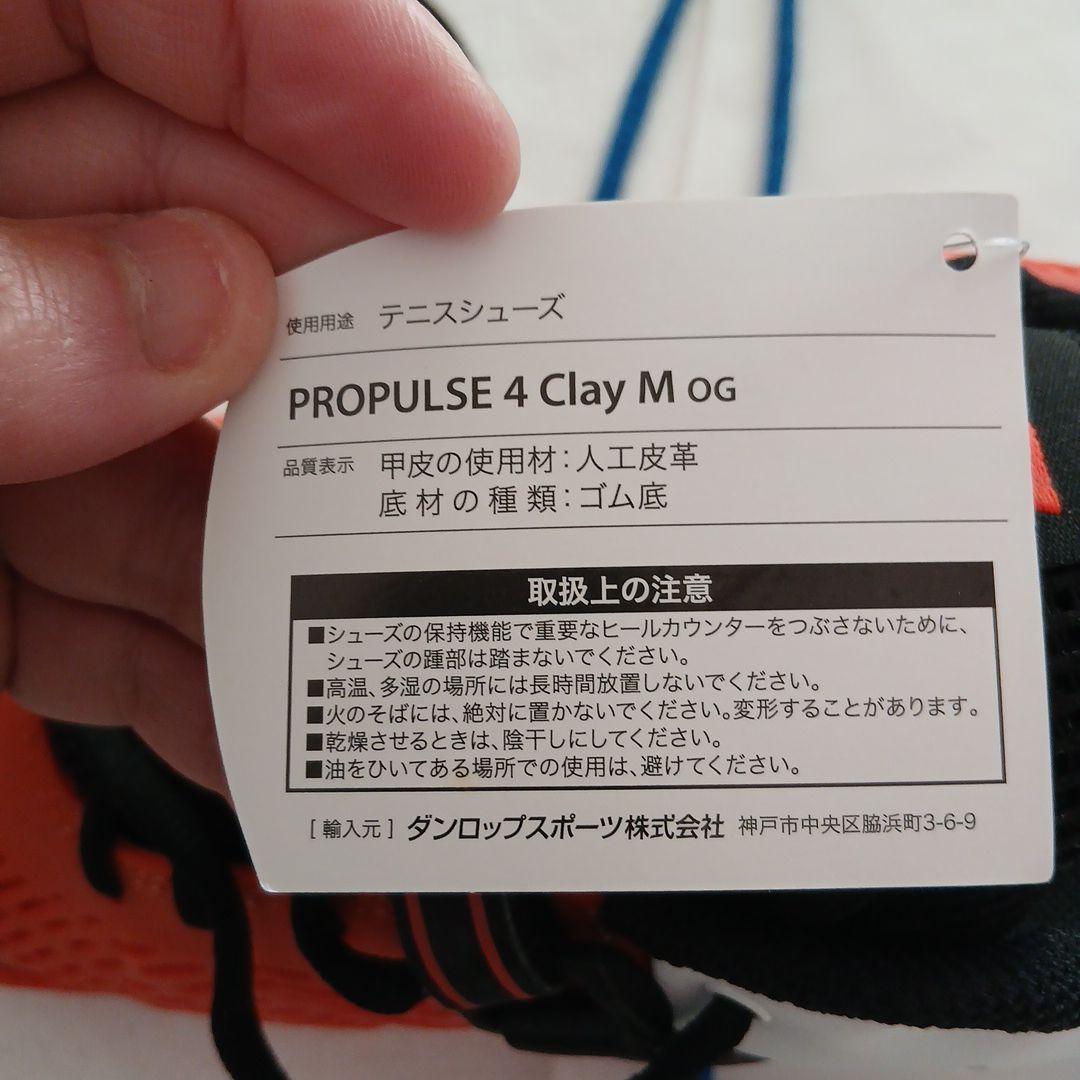 使用用途 テニスシューズ
PROPULSE 4 Clay M OG
品質表示 甲皮の使用材：人工皮革
底材の種類：ゴム底
取扱上の注意
■シューズの保持機能で重要なヒールカウンターをつぶさないために、
シューズの踵部は踏まないでください。
■高温、多湿の場所には長時間放置しないでください。
■火のそばには、絶対に置かないでください。変形することがあります。
■乾燥させるときは、陰干しにしてください。
■油をひいてある場所での使用は、避けてください。
［輸入元］ダンロップスポーツ株式会社 神戸市中央区脇浜町3-6-9